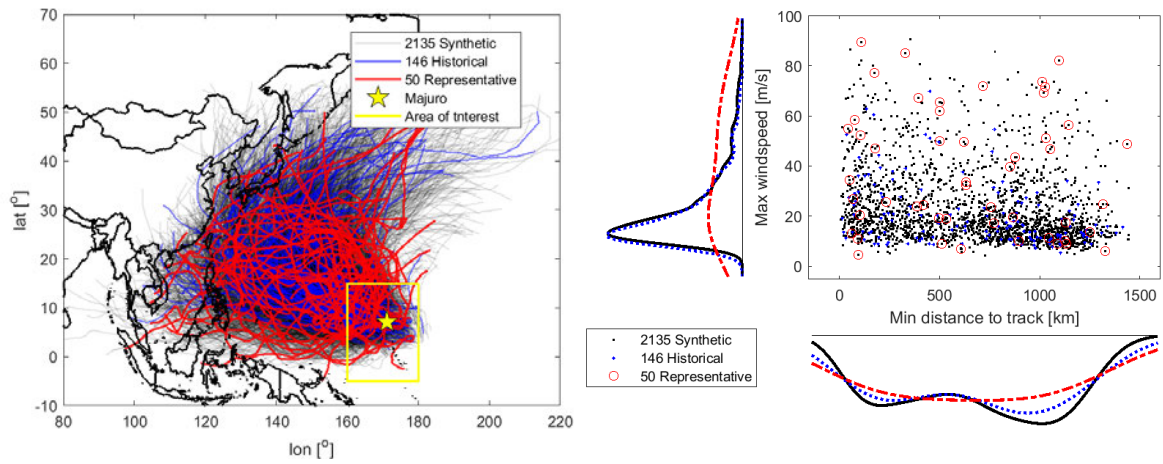 70
60
50
40
30
20
10
0
-10
80
100
120
140
160
180
200
220
lat [°]
lon [°]
2135 Synthetic
146 Historical
50 Representative
Majuro
Area of Interest
100
80
60
40
20
0
0
500
1000
1500
Max windspeed [m/s]
Min distance to track [km]
2135 Synthetic
146 Historical
50 Representative